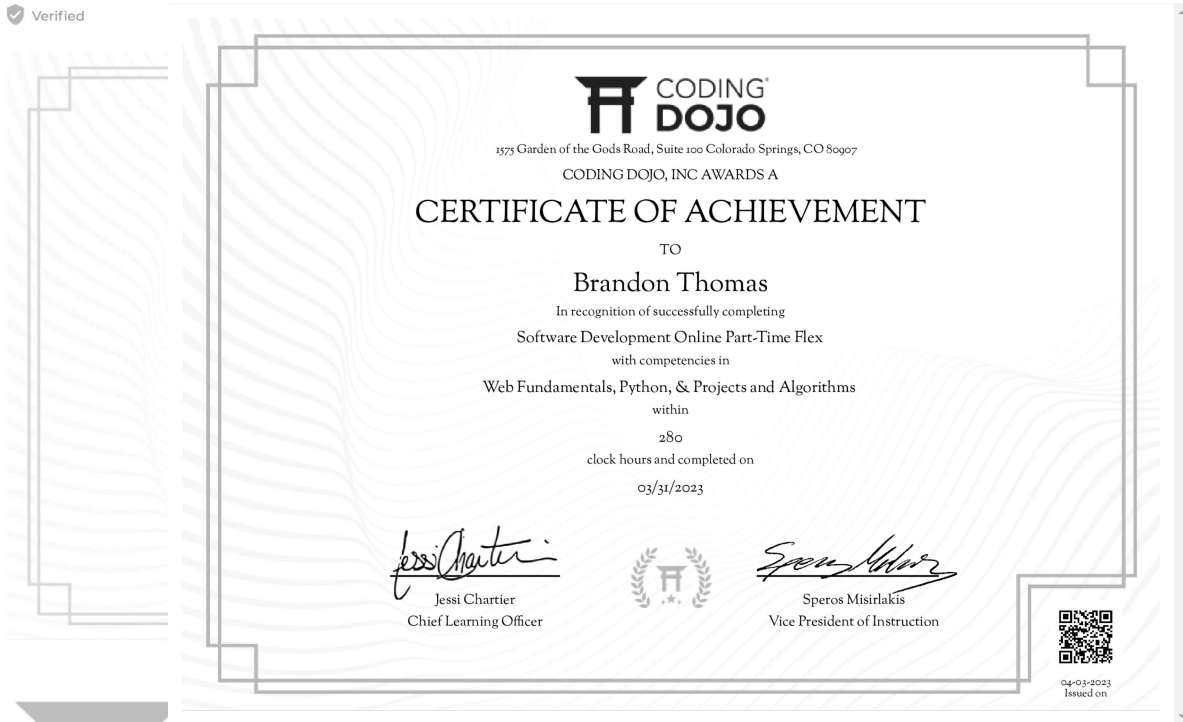 Verified
CODING
DOJO
1575 Garden of the Gods Road, Suite 100 Colorado Springs, CO 80907
CODING DOJO, INC AWARDS A
CERTIFICATE OF ACHIEVEMENT
TO
Brandon Thomas
In recognition of successfully completing
Software Development Online Part-Time Flex
with competencies in
Web Fundamentals, Python, & Projects and Algorithms
within
280
clock hours and completed on
03/31/2023
Jessi Chartier
Jessi Chartier
Chief Learning Officer
Speros Misirlakis
Vice President of Instruction
04-03-2023
Issued on